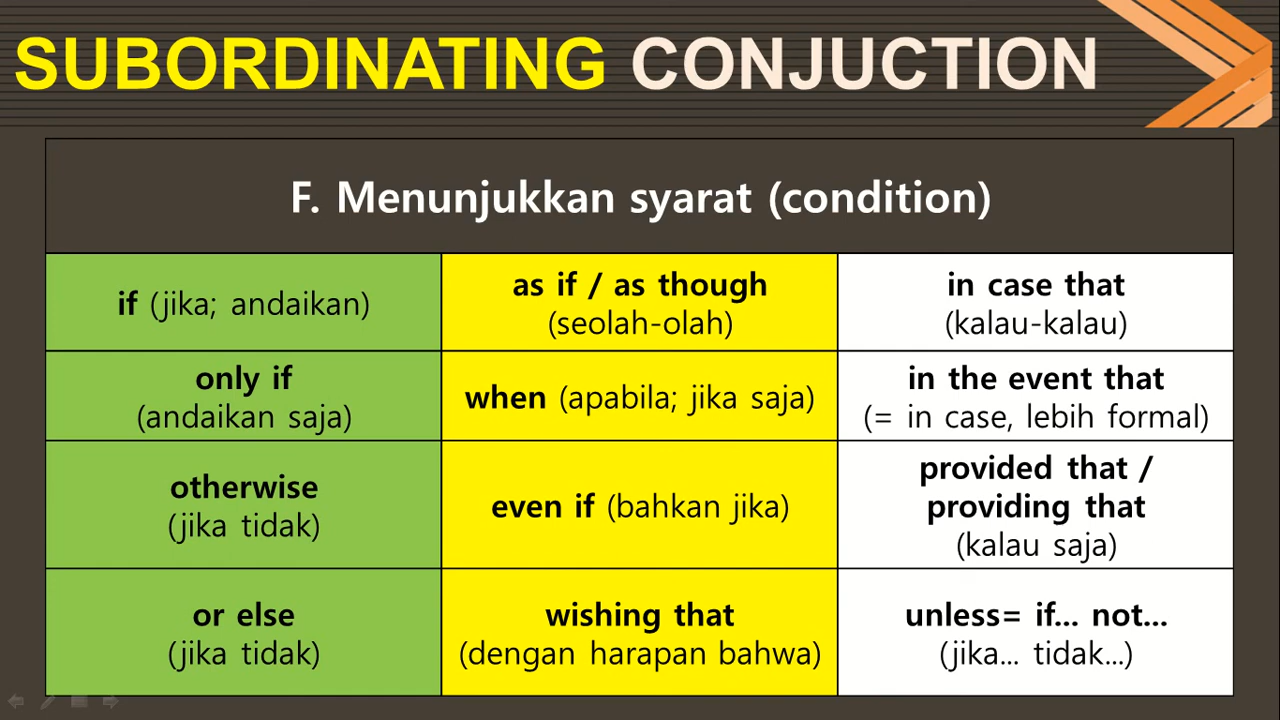 SUBORDINATING CONJUCTION
F. Menunjukkan syarat (condition)
if (jika; andaikan)
as if / as though
(seolah-olah)
in case that
(kalau-kalau)
only if
(andaikan saja)
when (apabila; jika saja)
in the event that
(= in case, lebih formal)
otherwise
(jika tidak)
even if (bahkan jika)
provided that /
providing that
(kalau saja)
or else
(jika tidak)
wishing that
(dengan harapan bahwa)
unless= if... not...
(jika... tidak...)